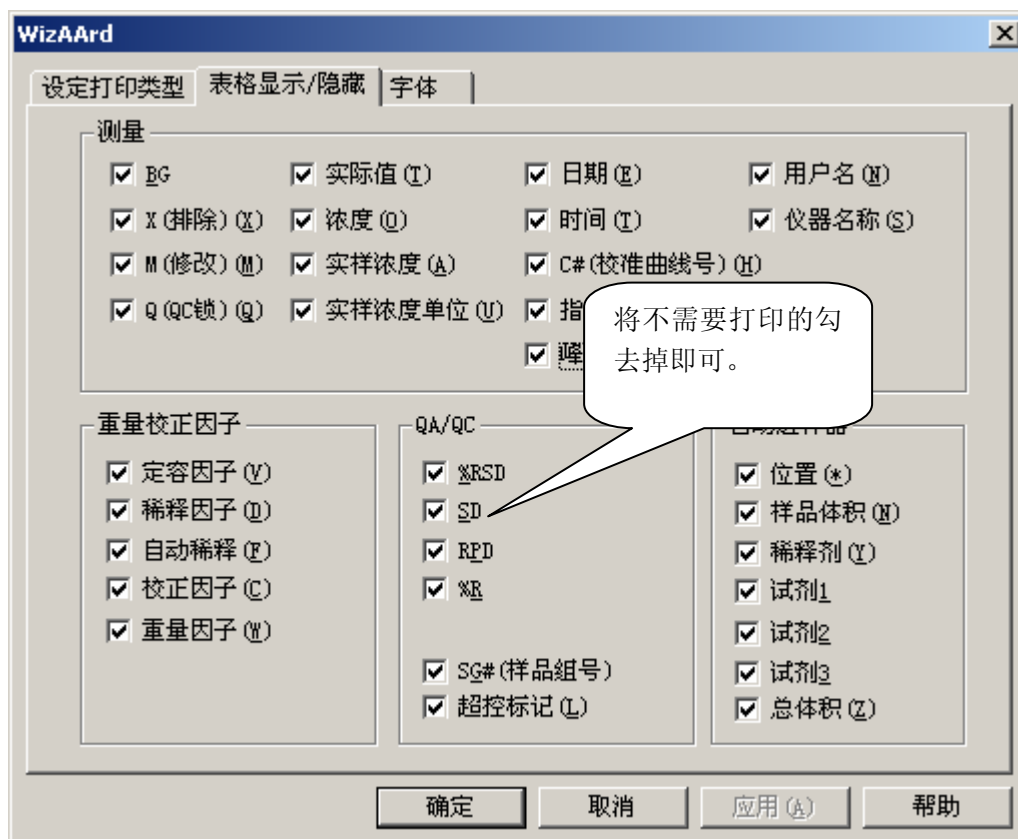 WizAArd
设定打印类型 表格显示/隐藏 字体
测量
BG 实际值(T) 日期(E) 用户名(N)
X(排除)(X) 浓度(O) 时间(T) 仪器名称(S)
M(修改)(M) 实样浓度(A) C#(校准曲线号)(H)
Q(QC锁)(Q) 实样浓度单位(U) 指
将不需要打印的勾
去掉即可。
重量校正因子
定容因子(V)
稀释因子(D)
自动稀释(F)
校正因子(C)
重量因子(W)
QA/QC
%RSD
SD
RPD
%R
SG#(样品组号)
超控标记(L)
位置(*)
样品体积(N)
稀释剂(Y)
试剂1
试剂2
试剂3
总体积(Z)
确定 取消 应用(A) 帮助